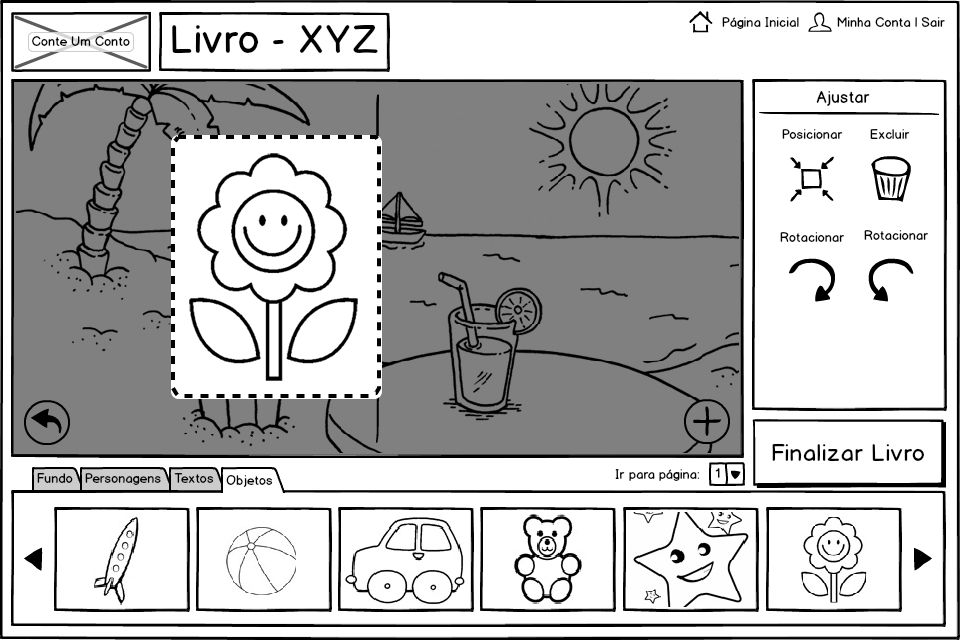 Conte Um Conto
Livro - XYZ
Página Inicial
Minha Conta | Sair
Ajustar
Posicionar
Excluir
Rotacionar
Rotacionar
Finalizar Livro
Ir para página: 1
Fundo
Personagens
Textos
Objetos